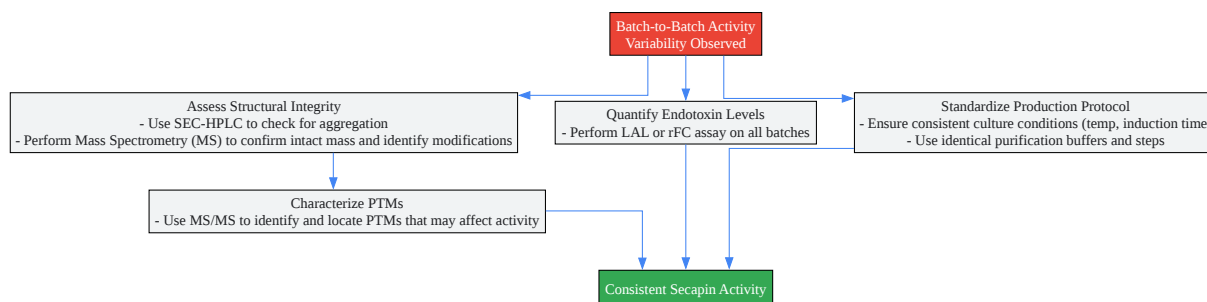 Batch-to-Batch Activity
Variability Observed
Assess Structural Integrity
- Use SEC-HPLC to check for aggregation
- Perform Mass Spectrometry (MS) to confirm intact mass and identify modifications
Quantify Endotoxin Levels
- Perform LAL or rFC assay on all batches
Standardize Production Protocol
- Ensure consistent culture conditions (temp, induction time
- Use identical purification buffers and steps
Characterize PTMs
- Use MS/MS to identify and locate PTMs that may affect activity
Consistent Secapin Activity